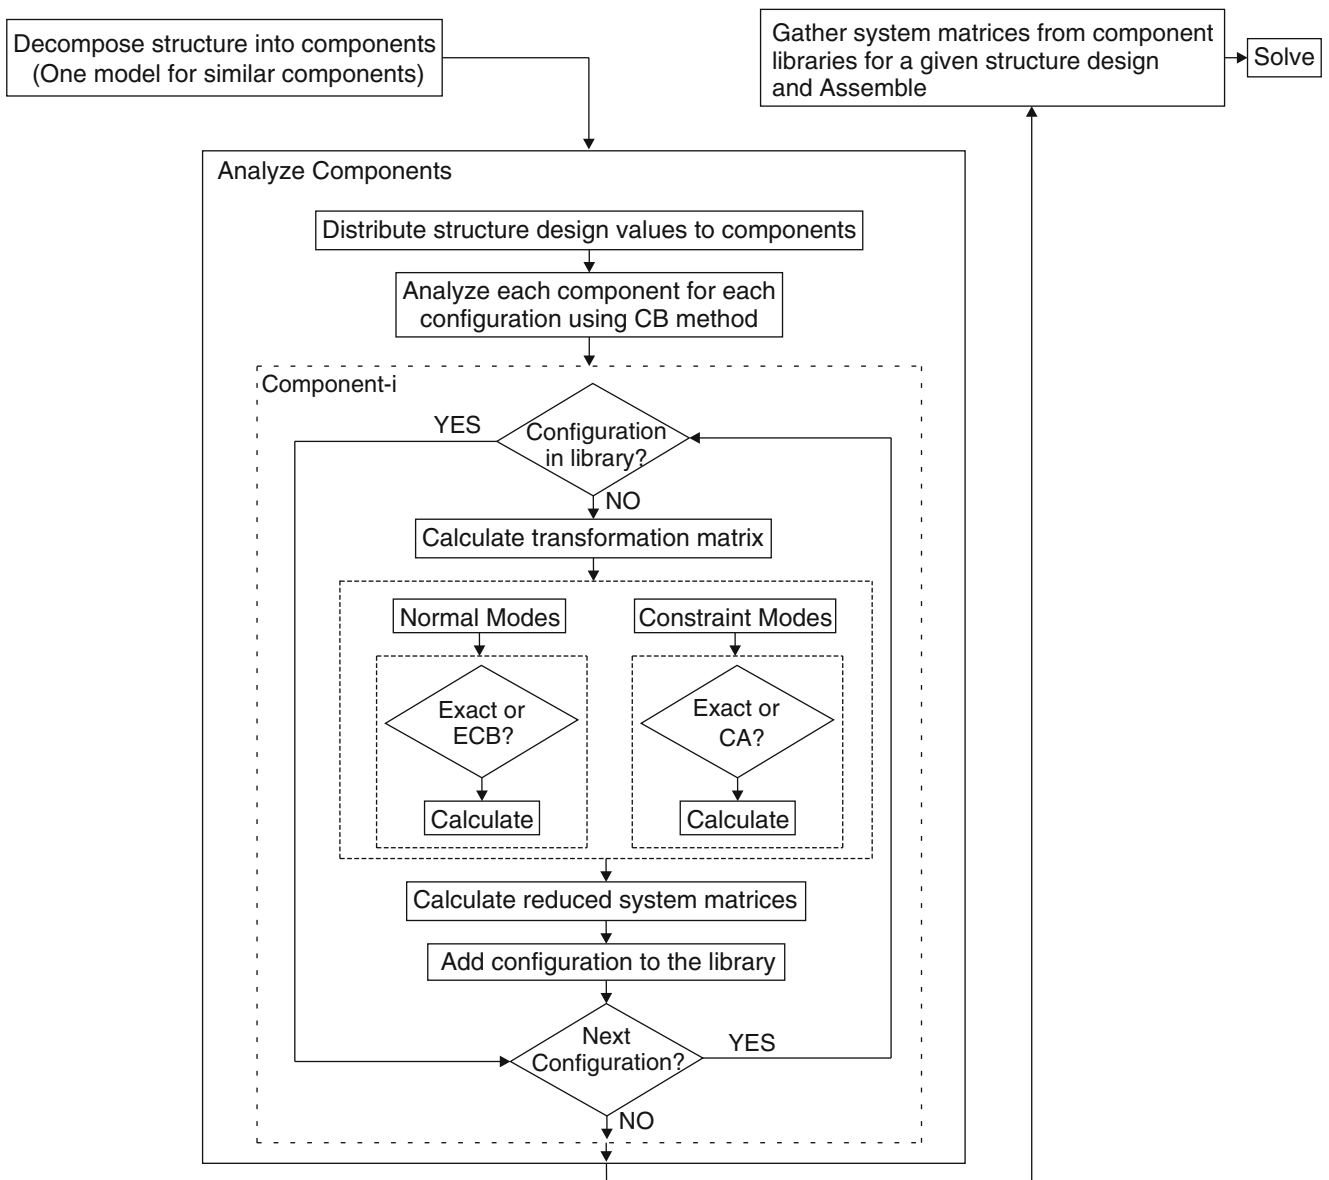 Decompose structure into components
(One model for similar components)
Gather system matrices from component
libraries for a given structure design
and Assemble
Solve
Analyze Components
Distribute structure design values to components
Analyze each component for each
configuration using CB method
Component-i
YES
Configuration
in library?
NO
Calculate transformation matrix
Normal Modes
Constraint Modes
Exact or
ECB?
Exact or
CA?
Calculate
Calculate
Calculate reduced system matrices
Add configuration to the library
Next
Configuration?
YES
NO